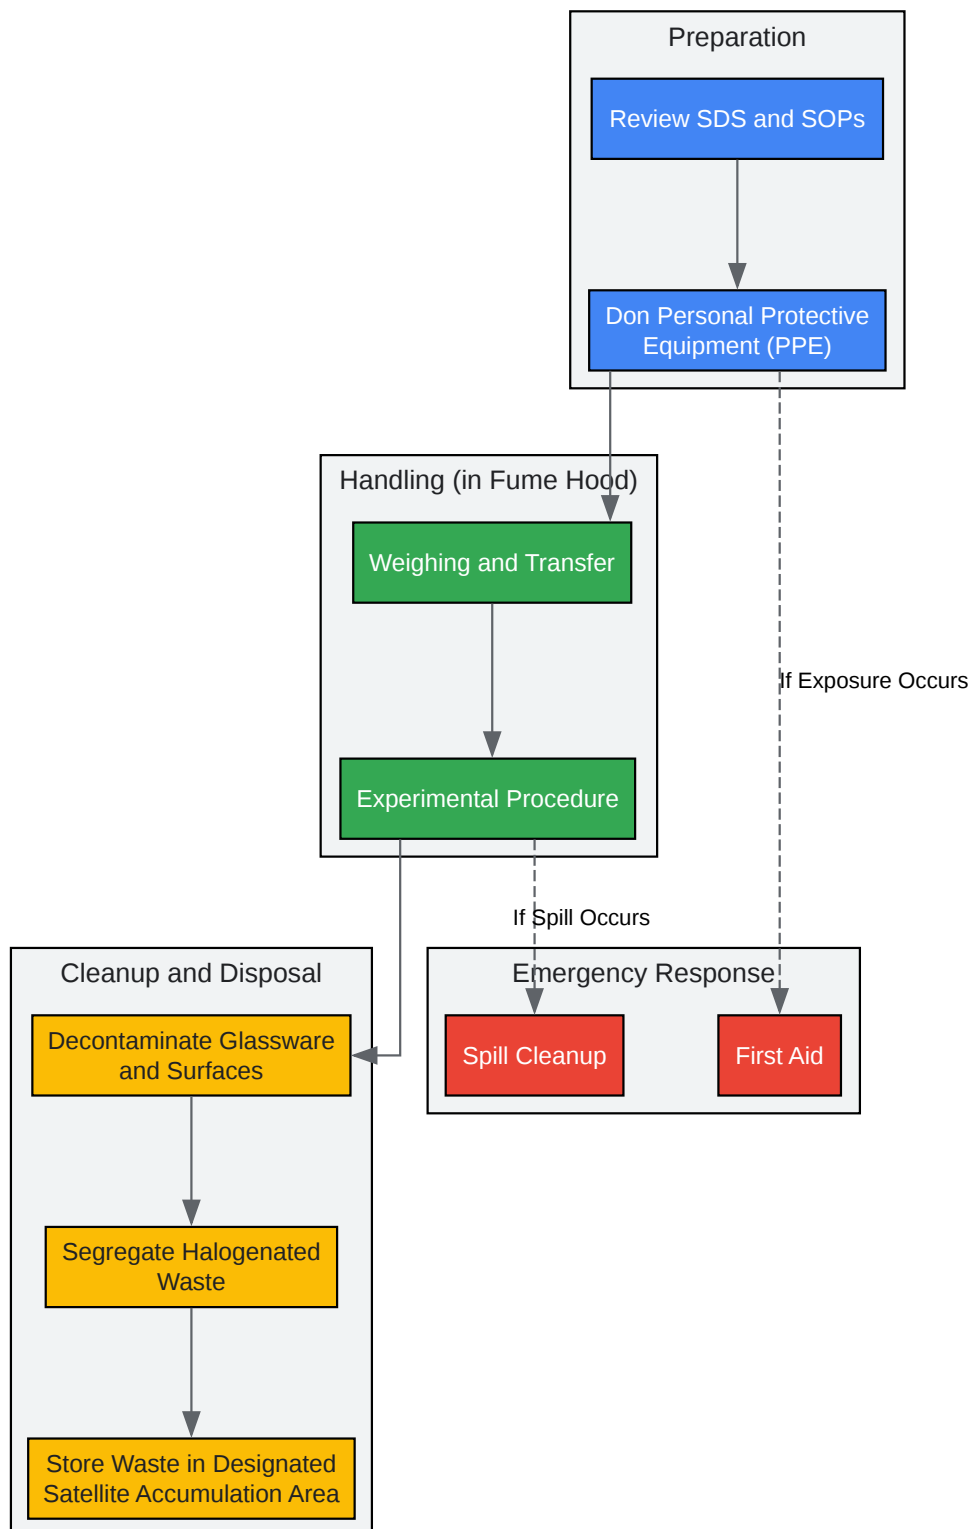 Preparation
Review SDS and SOPs
Don Personal Protective
Equipment (PPE)
Handling (in Fume Hood)
Weighing and Transfer
If Exposure Occurs
Experimental Procedure
If Spill Occurs
Cleanup and Disposal
Decontaminate Glassware
and Surfaces
Segregate Halogenated
Waste
Store Waste in Designated
Satellite Accumulation Area
Emergency Response
Spill Cleanup
First Aid